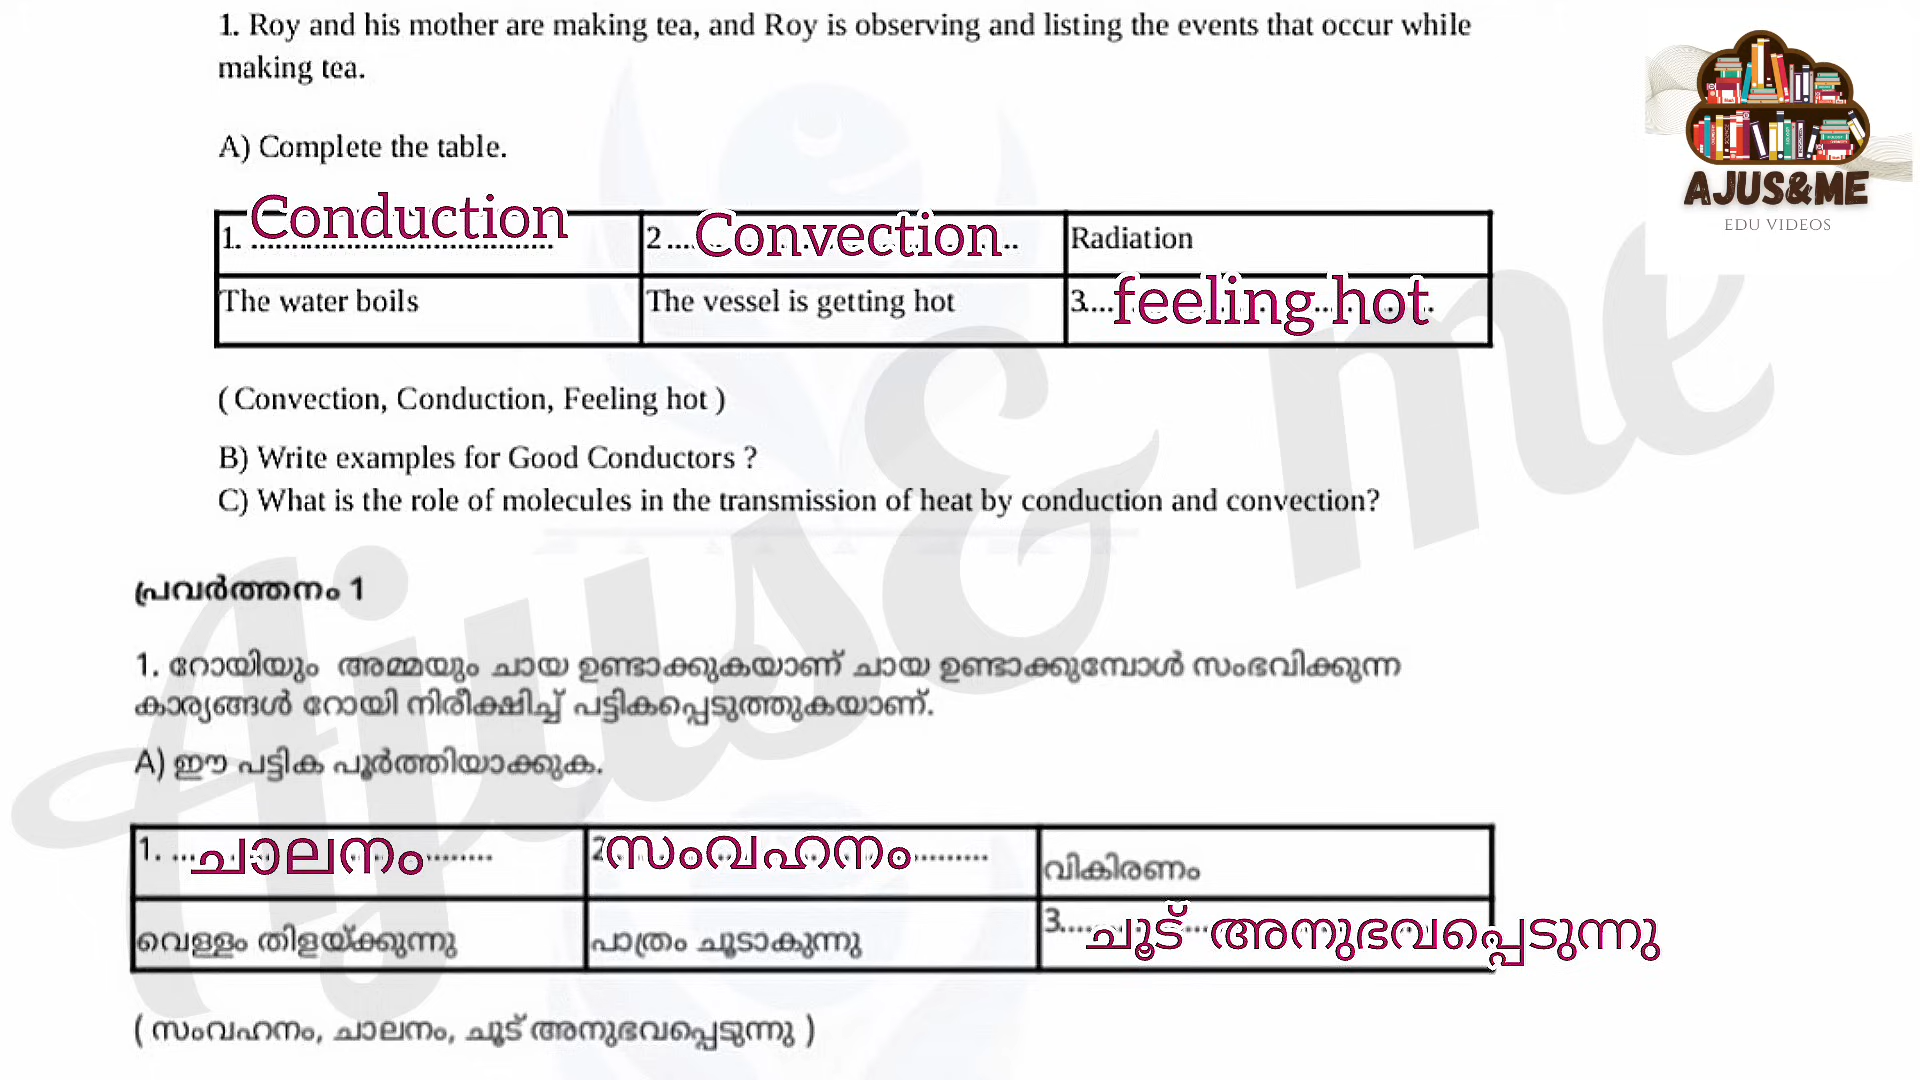 1. Roy and his mother are making tea, and Roy is observing and listing the events that occur while
making tea.
AJUS&ME
EDU VIDEOS
A) Complete the table.
1. .................... Conduction
2.... Convection..
Radiation
The water boils
The vessel is getting hot
3....feeling hot.
( Convection, Conduction, Feeling hot )
B) Write examples for Good Conductors ?
C) What is the role of molecules in the transmission of heat by conduction and convection?
Ajus& me
പ്രവർത്തനം 1
1. റോയിയും അമ്മയും ചായ ഉണ്ടാക്കുകയാണ് ചായ ഉണ്ടാക്കുമ്പോൾ സംഭവിക്കുന്ന
കാര്യങ്ങൾ റോയി നിരീക്ഷിച്ച് പട്ടികപ്പെടുത്തുകയാണ്.
A) ഈ പട്ടിക പൂർത്തിയാക്കുക.
1. ...ചാലനം.........
2സംവഹനം..........
വികിരണം
വെള്ളം തിളയ്ക്കുന്നു
പാത്രം ചൂടാകുന്നു
3....ചൂട് അനുഭവപ്പെടുന്നു
( സംവഹനം, ചാലനം, ചൂട് അനുഭവപ്പെടുന്നു )